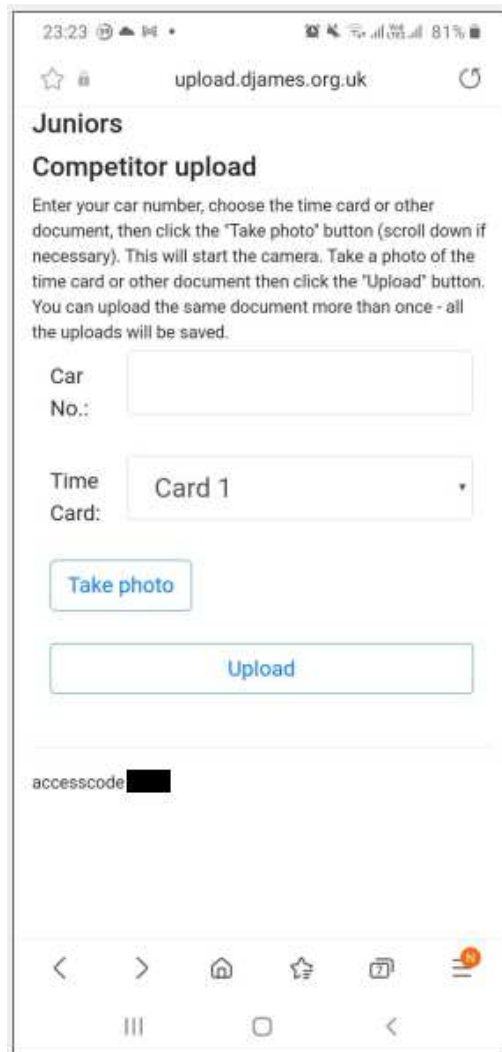 23:23 81%
upload.djames.org.uk
Juniors
Competitor upload
Enter your car number, choose the time card or other
document, then click the "Take photo" button (scroll down if
necessary). This will start the camera. Take a photo of the
time card or other document then click the "Upload" button.
You can upload the same document more than once - all
the uploads will be saved.
Car
No.:
Time
Card:
Card 1
Take photo
Upload
accesscode
7
N